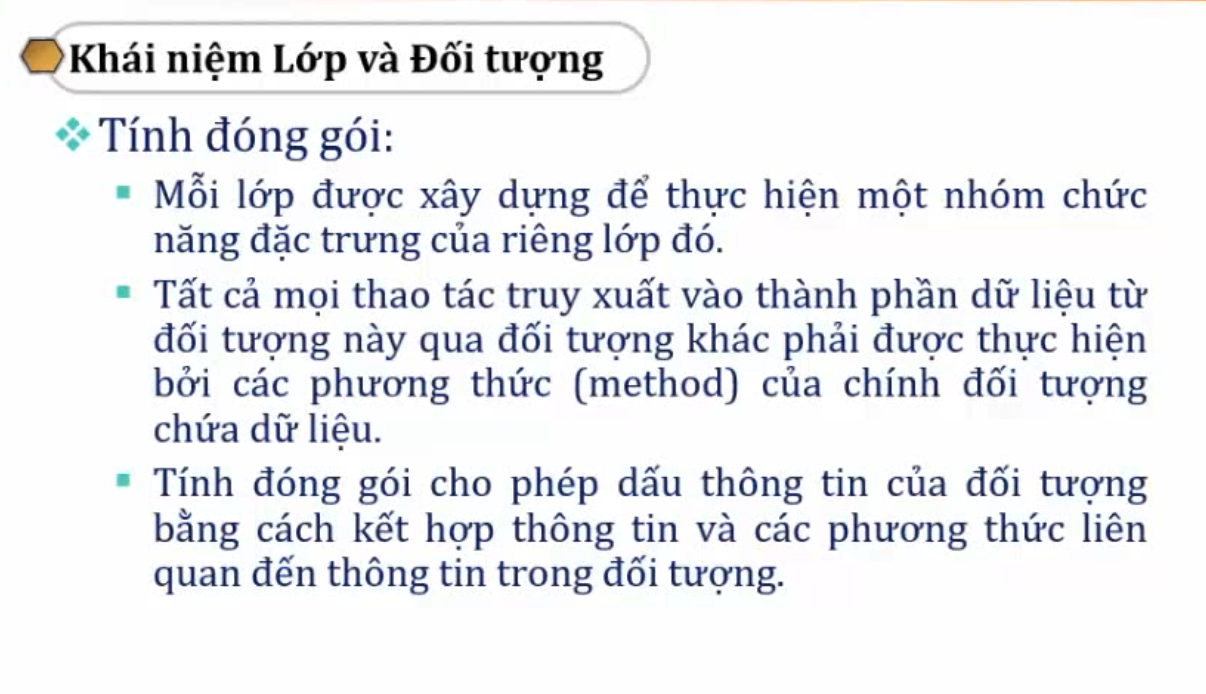 Khái niệm Lớp và Đối tượng
Tính đóng gói:
Mỗi lớp được xây dựng để thực hiện một nhóm chức
năng đặc trưng của riêng lớp đó.
Tất cả mọi thao tác truy xuất vào thành phần dữ liệu từ
đối tượng này qua đối tượng khác phải được thực hiện
bởi các phương thức (method) của chính đối tượng
chứa dữ liệu.
Tính đóng gói cho phép dấu thông tin của đối tượng
bằng cách kết hợp thông tin và các phương thức liên
quan đến thông tin trong đối tượng.